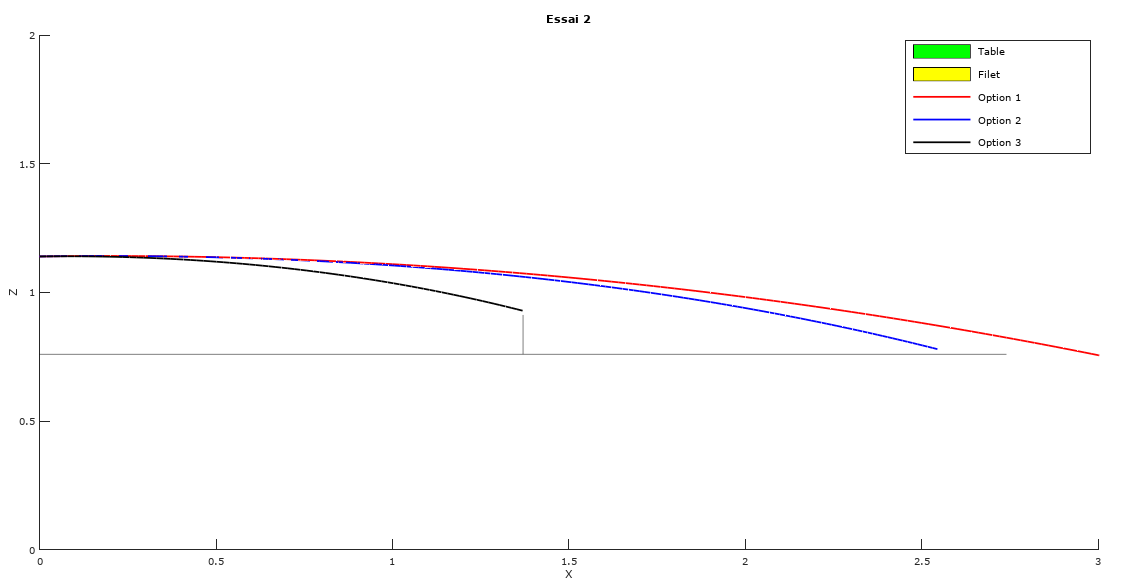 Essai 2
2
1.5
1
0.5
0
Z
0
0.5
1
1.5
2
2.5
3
X
Table
Filet
Option 1
Option 2
Option 3